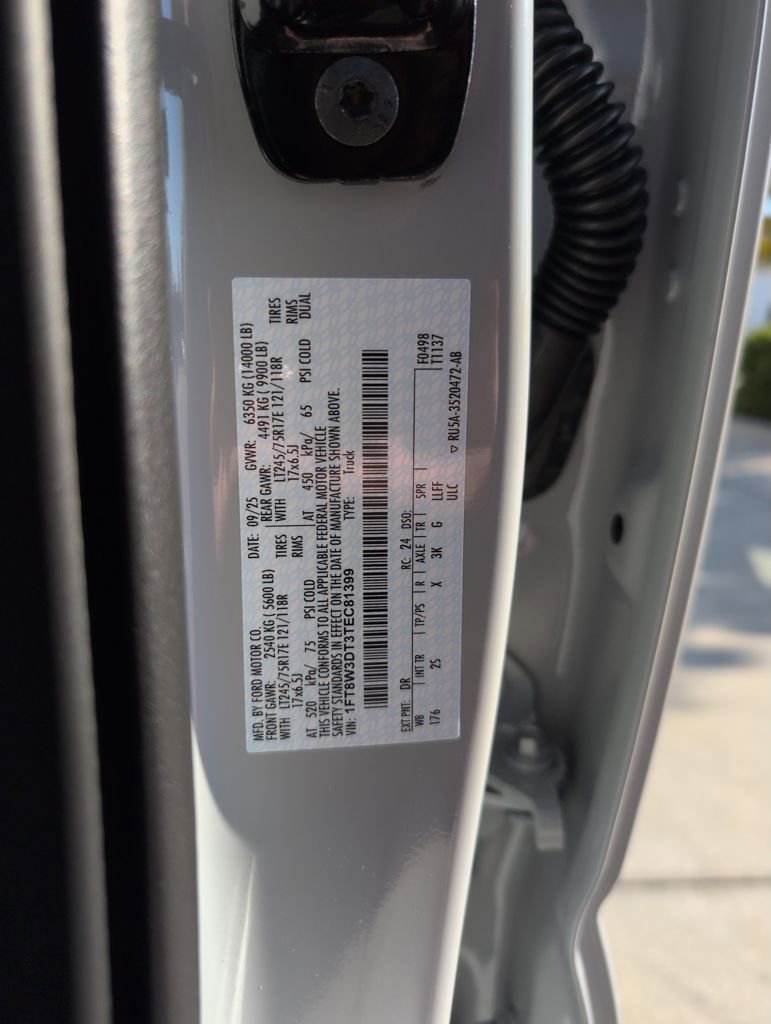 MFD. BY FORD MOTOR CO.
DATE: 09/25 GVWR: 6350 KG (14000 LB)
FRONT GAWR: 2540 KG ( 5600 LB) REAR GAWR: 4491 KG ( 9900 LB)
WITH LT245/75R17E 121/118R TIRES WITH LT245/75R17E 121/118R TIRES
17x6.5J RIMS 17x6.5J RIMS
AT 520 kPa/ 75 PSI COLD AT 450 kPa/ 65 PSI COLD DUAL
THIS VEHICLE CONFORMS TO ALL APPLICABLE FEDERAL MOTOR VEHICLE
SAFETY STANDARDS IN EFFECT ON THE DATE OF MANUFACTURE SHOWN ABOVE.
VIN: 1FT8W3DT3TEC81399 TYPE: Truck
EXT PNT: DR RC: 24 DSO: F0498
WB INT TR TP/PS R AXLE TR SPR T1137
176 2S X 3K G LLFF
ULC
▽ RU5A-3520472-AB